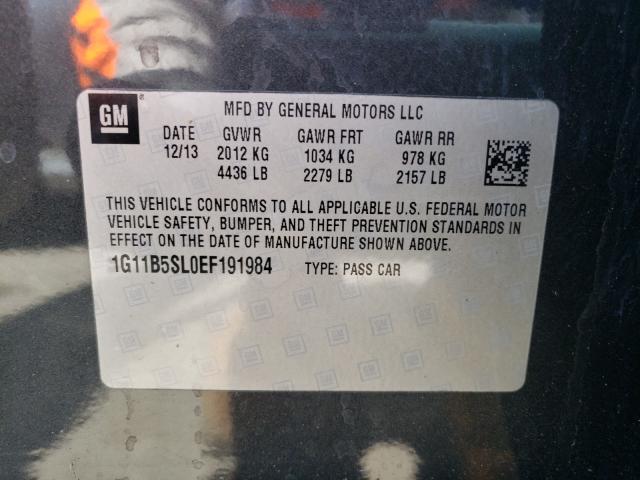 GM
MFD BY GENERAL MOTORS LLC
DATE GVWR GAWR FRT GAWR RR
12/13 2012 KG 1034 KG 978 KG
4436 LB 2279 LB 2157 LB
THIS VEHICLE CONFORMS TO ALL APPLICABLE U.S. FEDERAL MOTOR
VEHICLE SAFETY, BUMPER, AND THEFT PREVENTION STANDARDS IN
EFFECT ON THE DATE OF MANUFACTURE SHOWN ABOVE.
1G11B5SL0EF191984 TYPE: PASS CAR